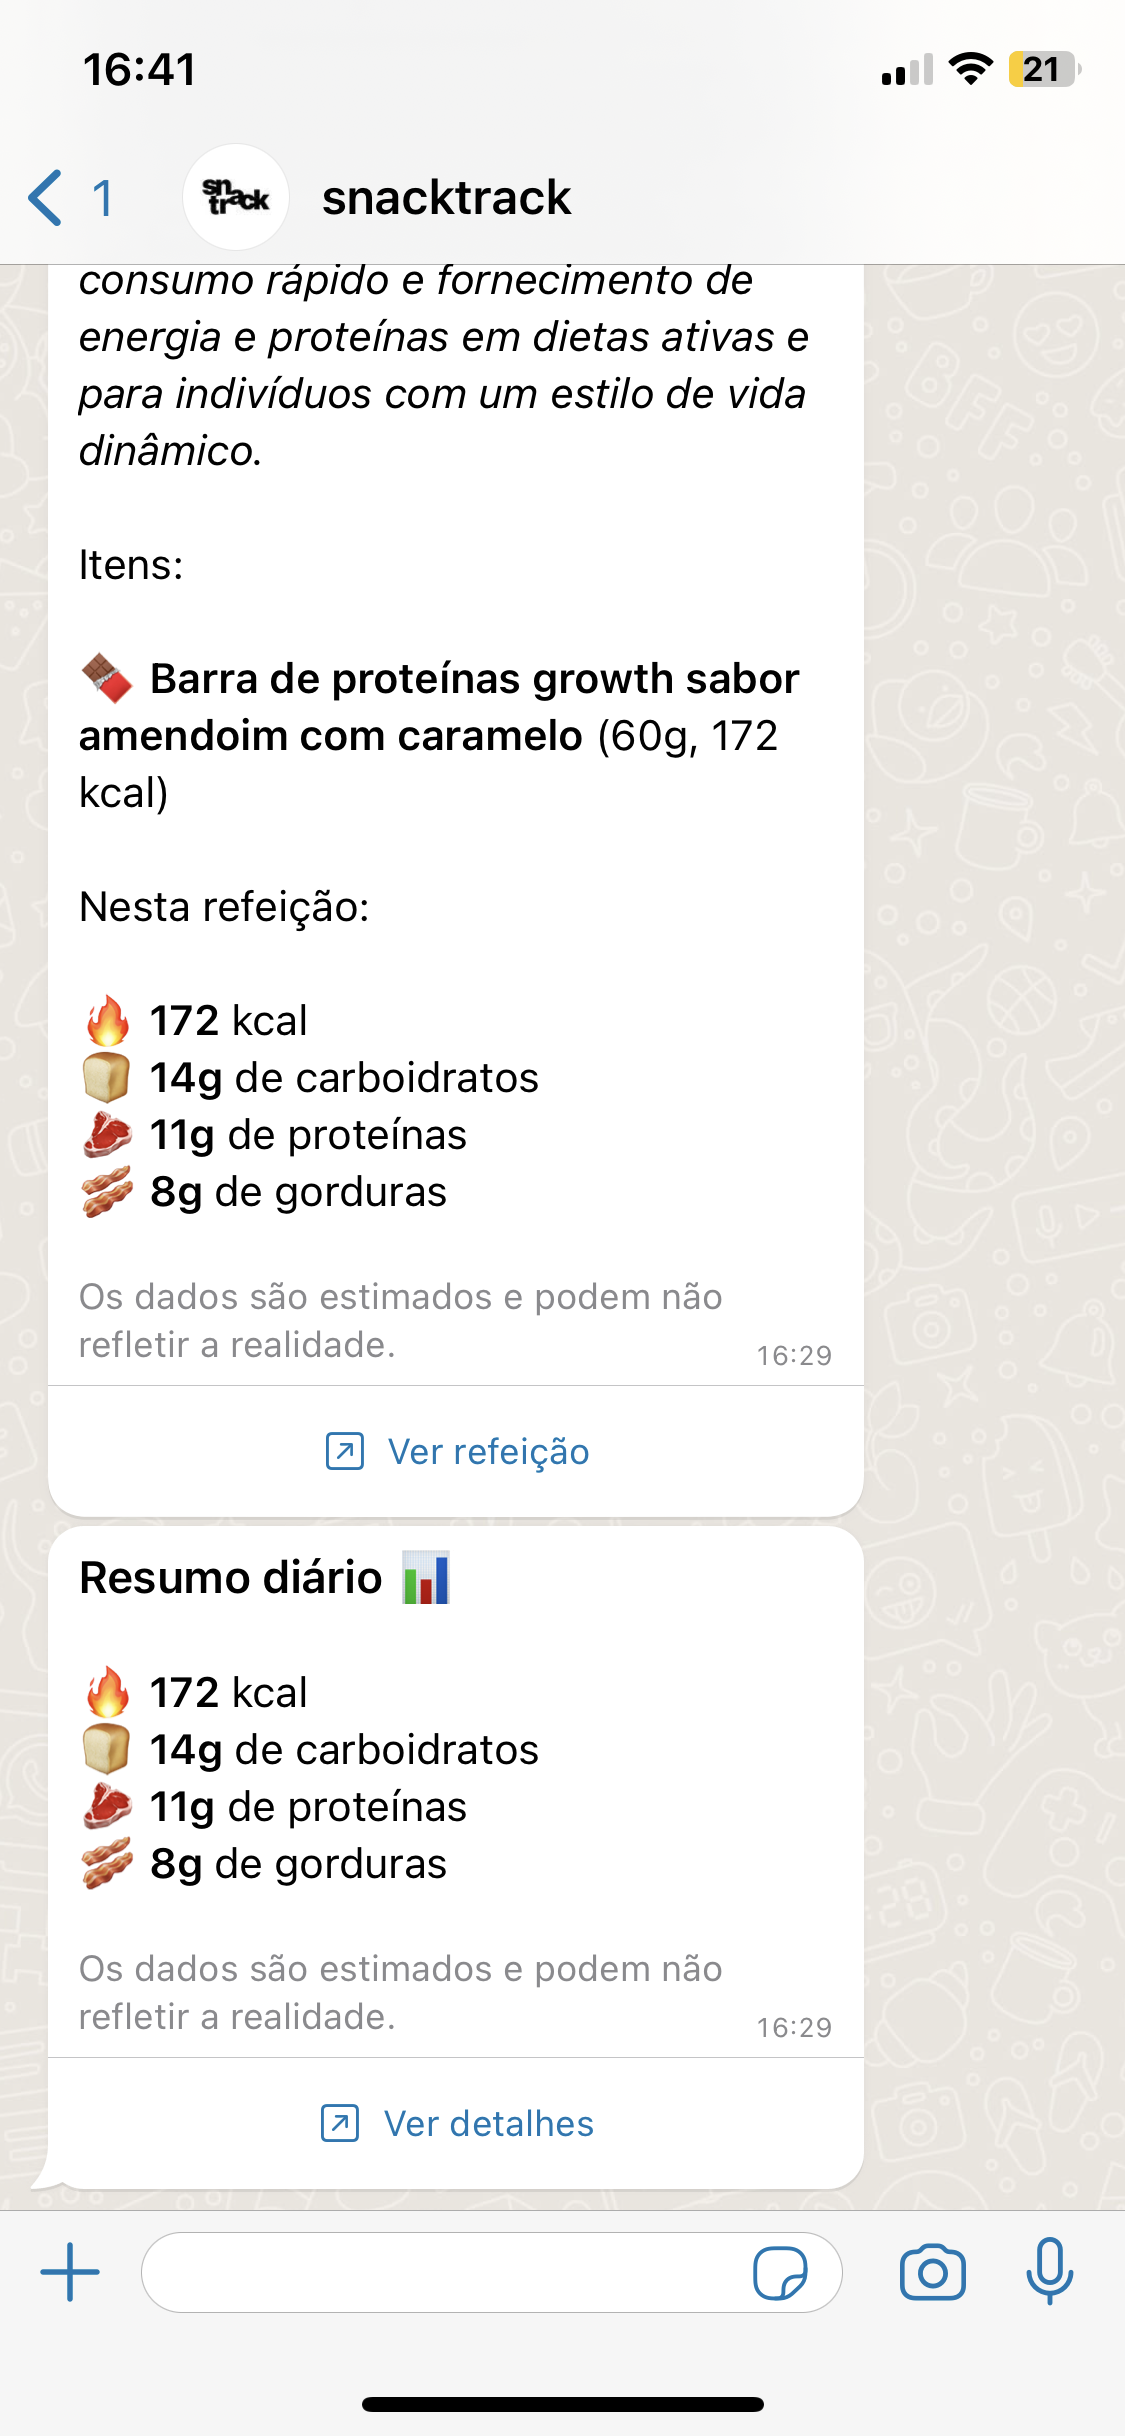 16:41
21
1
sn
track
snacktrack
consumo rápido e fornecimento de
energia e proteínas em dietas ativas e
para indivíduos com um estilo de vida
dinâmico.
Itens:
🍫 Barra de proteínas growth sabor
amendoim com caramelo (60g, 172
kcal)
Nesta refeição:
🔥 172 kcal
🍞 14g de carboidratos
🥩 11g de proteínas
🥓 8g de gorduras
Os dados são estimados e podem não
refletir a realidade.
16:29
Ver refeição
Resumo diário 📊
🔥 172 kcal
🍞 14g de carboidratos
🥩 11g de proteínas
🥓 8g de gorduras
Os dados são estimados e podem não
refletir a realidade.
16:29
Ver detalhes